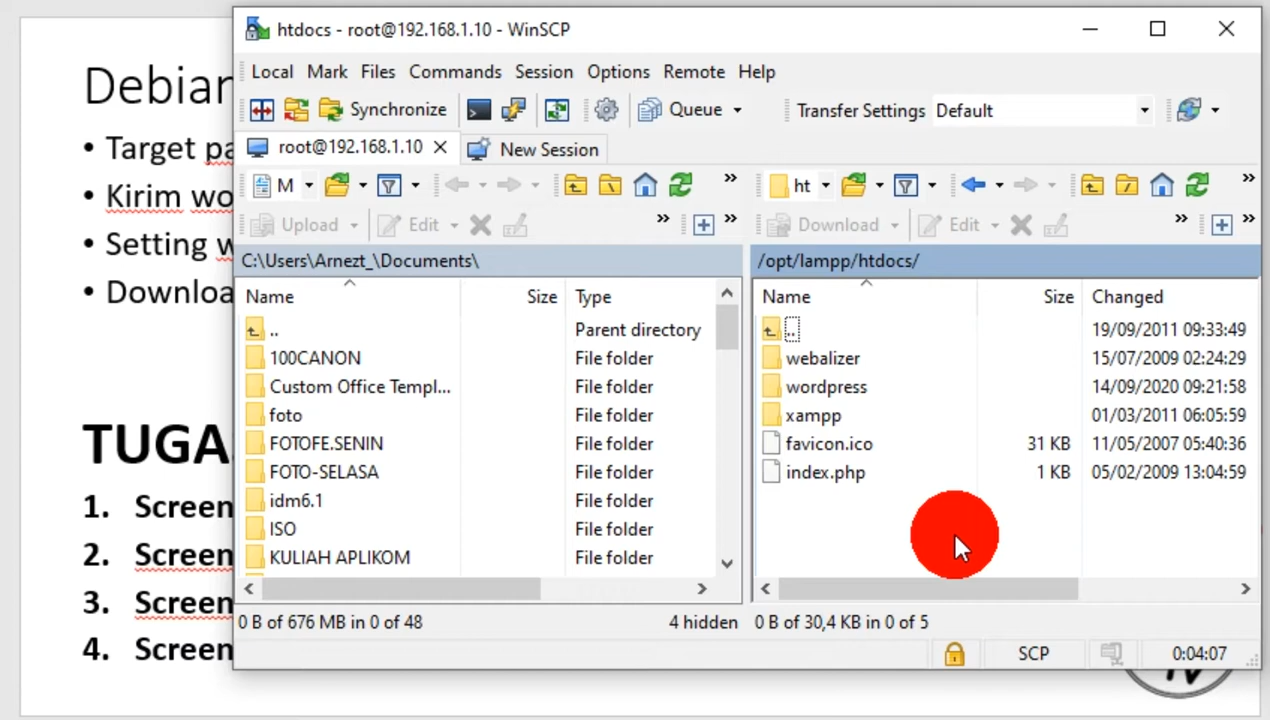 htdocs - root@192.168.1.10 - WinSCP
Local Mark Files Commands Session Options Remote Help
Synchronize Queue Transfer Settings Default
root@192.168.1.10 New Session
M ht
Upload Edit Download Edit
C:\Users\Arnezt_\Documents\ /opt/lampp/htdocs/
Name Size Type Name Size Changed
.. Parent directory .. 19/09/2011 09:33:49
100CANON File folder webalizer 15/07/2009 02:24:29
Custom Office Templ... File folder wordpress 14/09/2020 09:21:58
foto File folder xampp 01/03/2011 06:05:59
FOTOFE.SENIN File folder favicon.ico 31 KB 11/05/2007 05:40:36
FOTO-SELASA File folder index.php 1 KB 05/02/2009 13:04:59
idm6.1 File folder
ISO File folder
KULIAH APLIKOM File folder
0 B of 676 MB in 0 of 48 4 hidden 0 B of 30,4 KB in 0 of 5
SCP 0:04:07
Debian
• Target
• Kirim
• Setting
TUGA
1. Screen
2. Screen
3. Screen
4. Screen